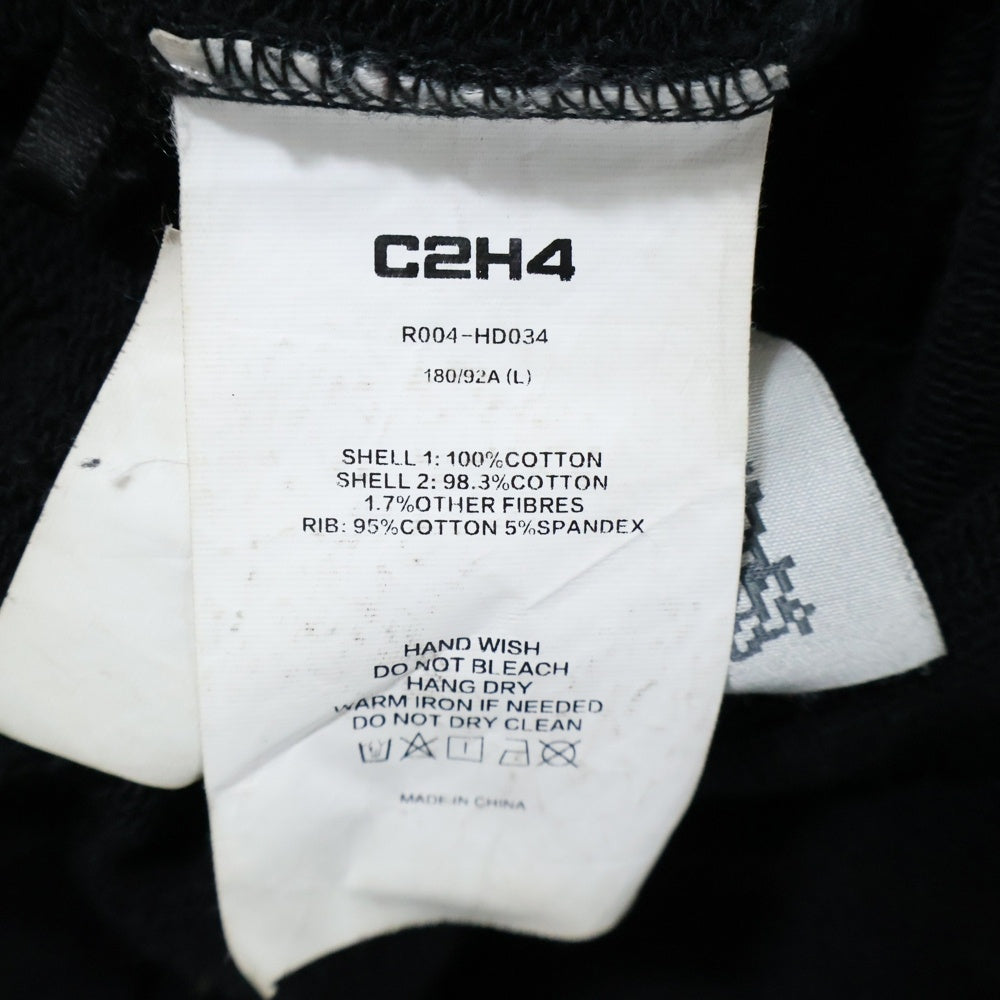 C2H4
R004-HD034
180/92A (L)
SHELL 1: 100%COTTON
SHELL 2: 98.3%COTTON
1.7%OTHER FIBRES
RIB: 95%COTTON 5%SPANDEX
HAND WISH
DO NOT BLEACH
HANG DRY
WARM IRON IF NEEDED
DO NOT DRY CLEAN
MADE IN CHINA